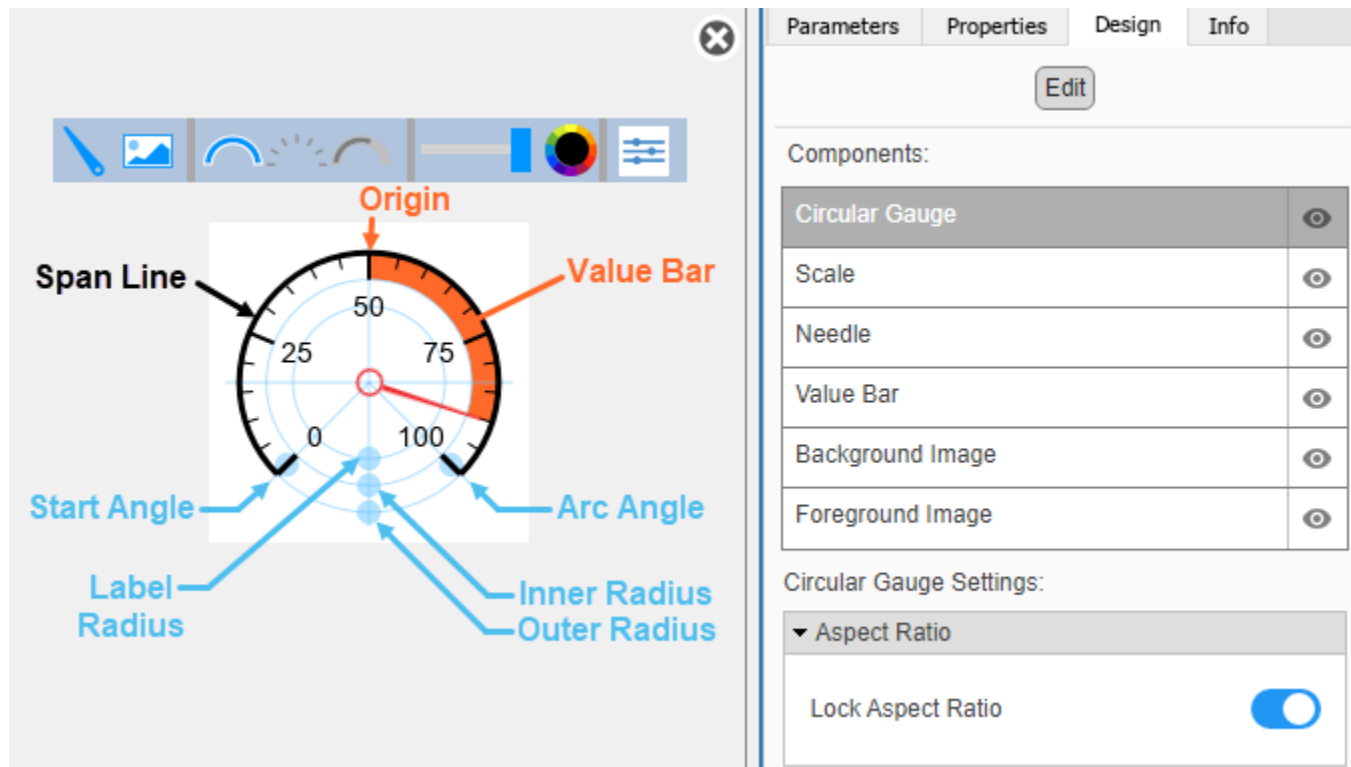 Parameters
Properties
Design
Info
Edit
Components:
Circular Gauge
Scale
Needle
Value Bar
Background Image
Foreground Image
Circular Gauge Settings:
Aspect Ratio
Lock Aspect Ratio
Origin
Span Line
Value Bar
50
25
75
0
100
Start Angle
Arc Angle
Label
Radius
Inner Radius
Outer Radius